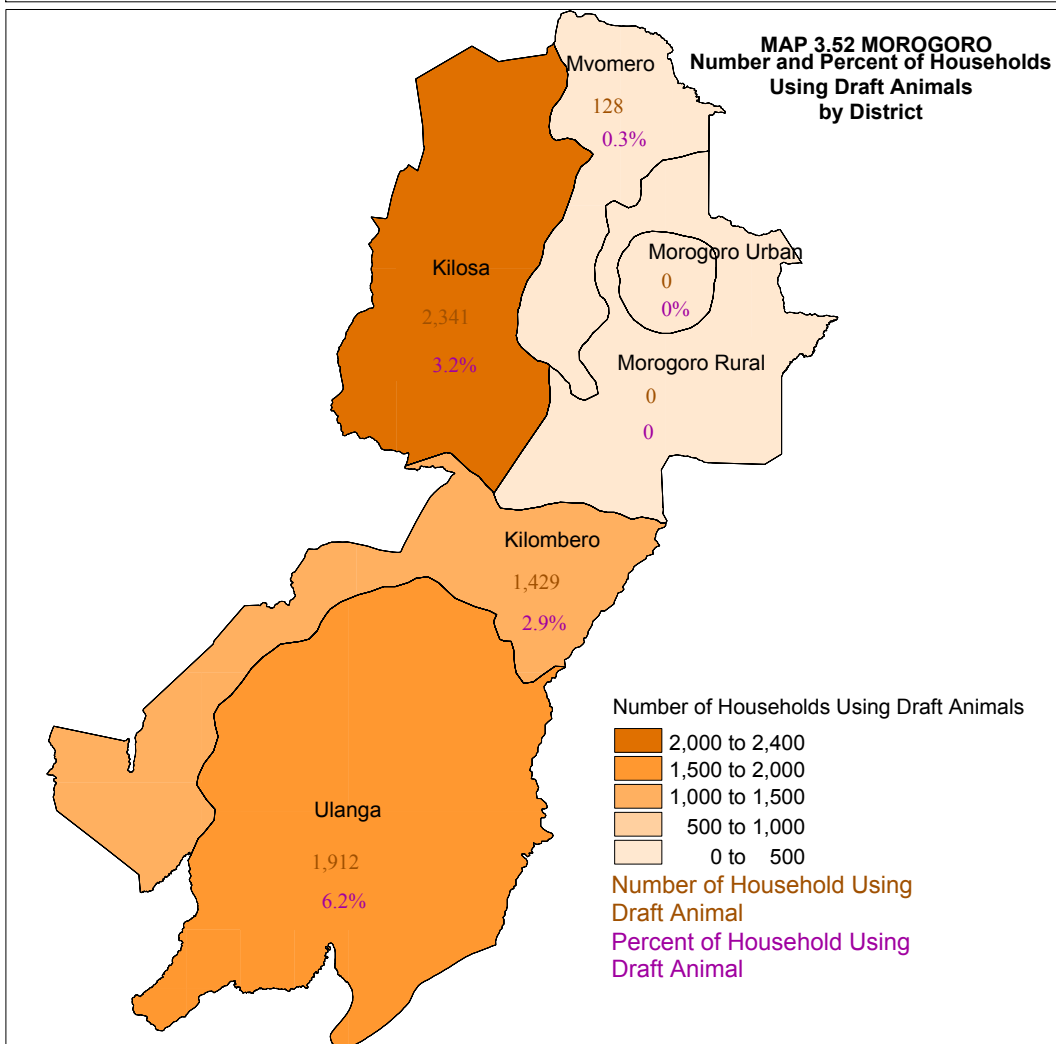 MAP 3.52 MOROGORO
Number and Percent of Households
Using Draft Animals
by District
Mvomero
128
0.3%
Morogoro Urban
0
0%
Kilosa
2,341
3.2%
Morogoro Rural
0
0
Kilombero
1,429
2.9%
Ulanga
1,912
6.2%
Number of Households Using Draft Animals
2,000 to 2,400
1,500 to 2,000
1,000 to 1,500
500 to 1,000
0 to 500
Number of Household Using
Draft Animal
Percent of Household Using
Draft Animal